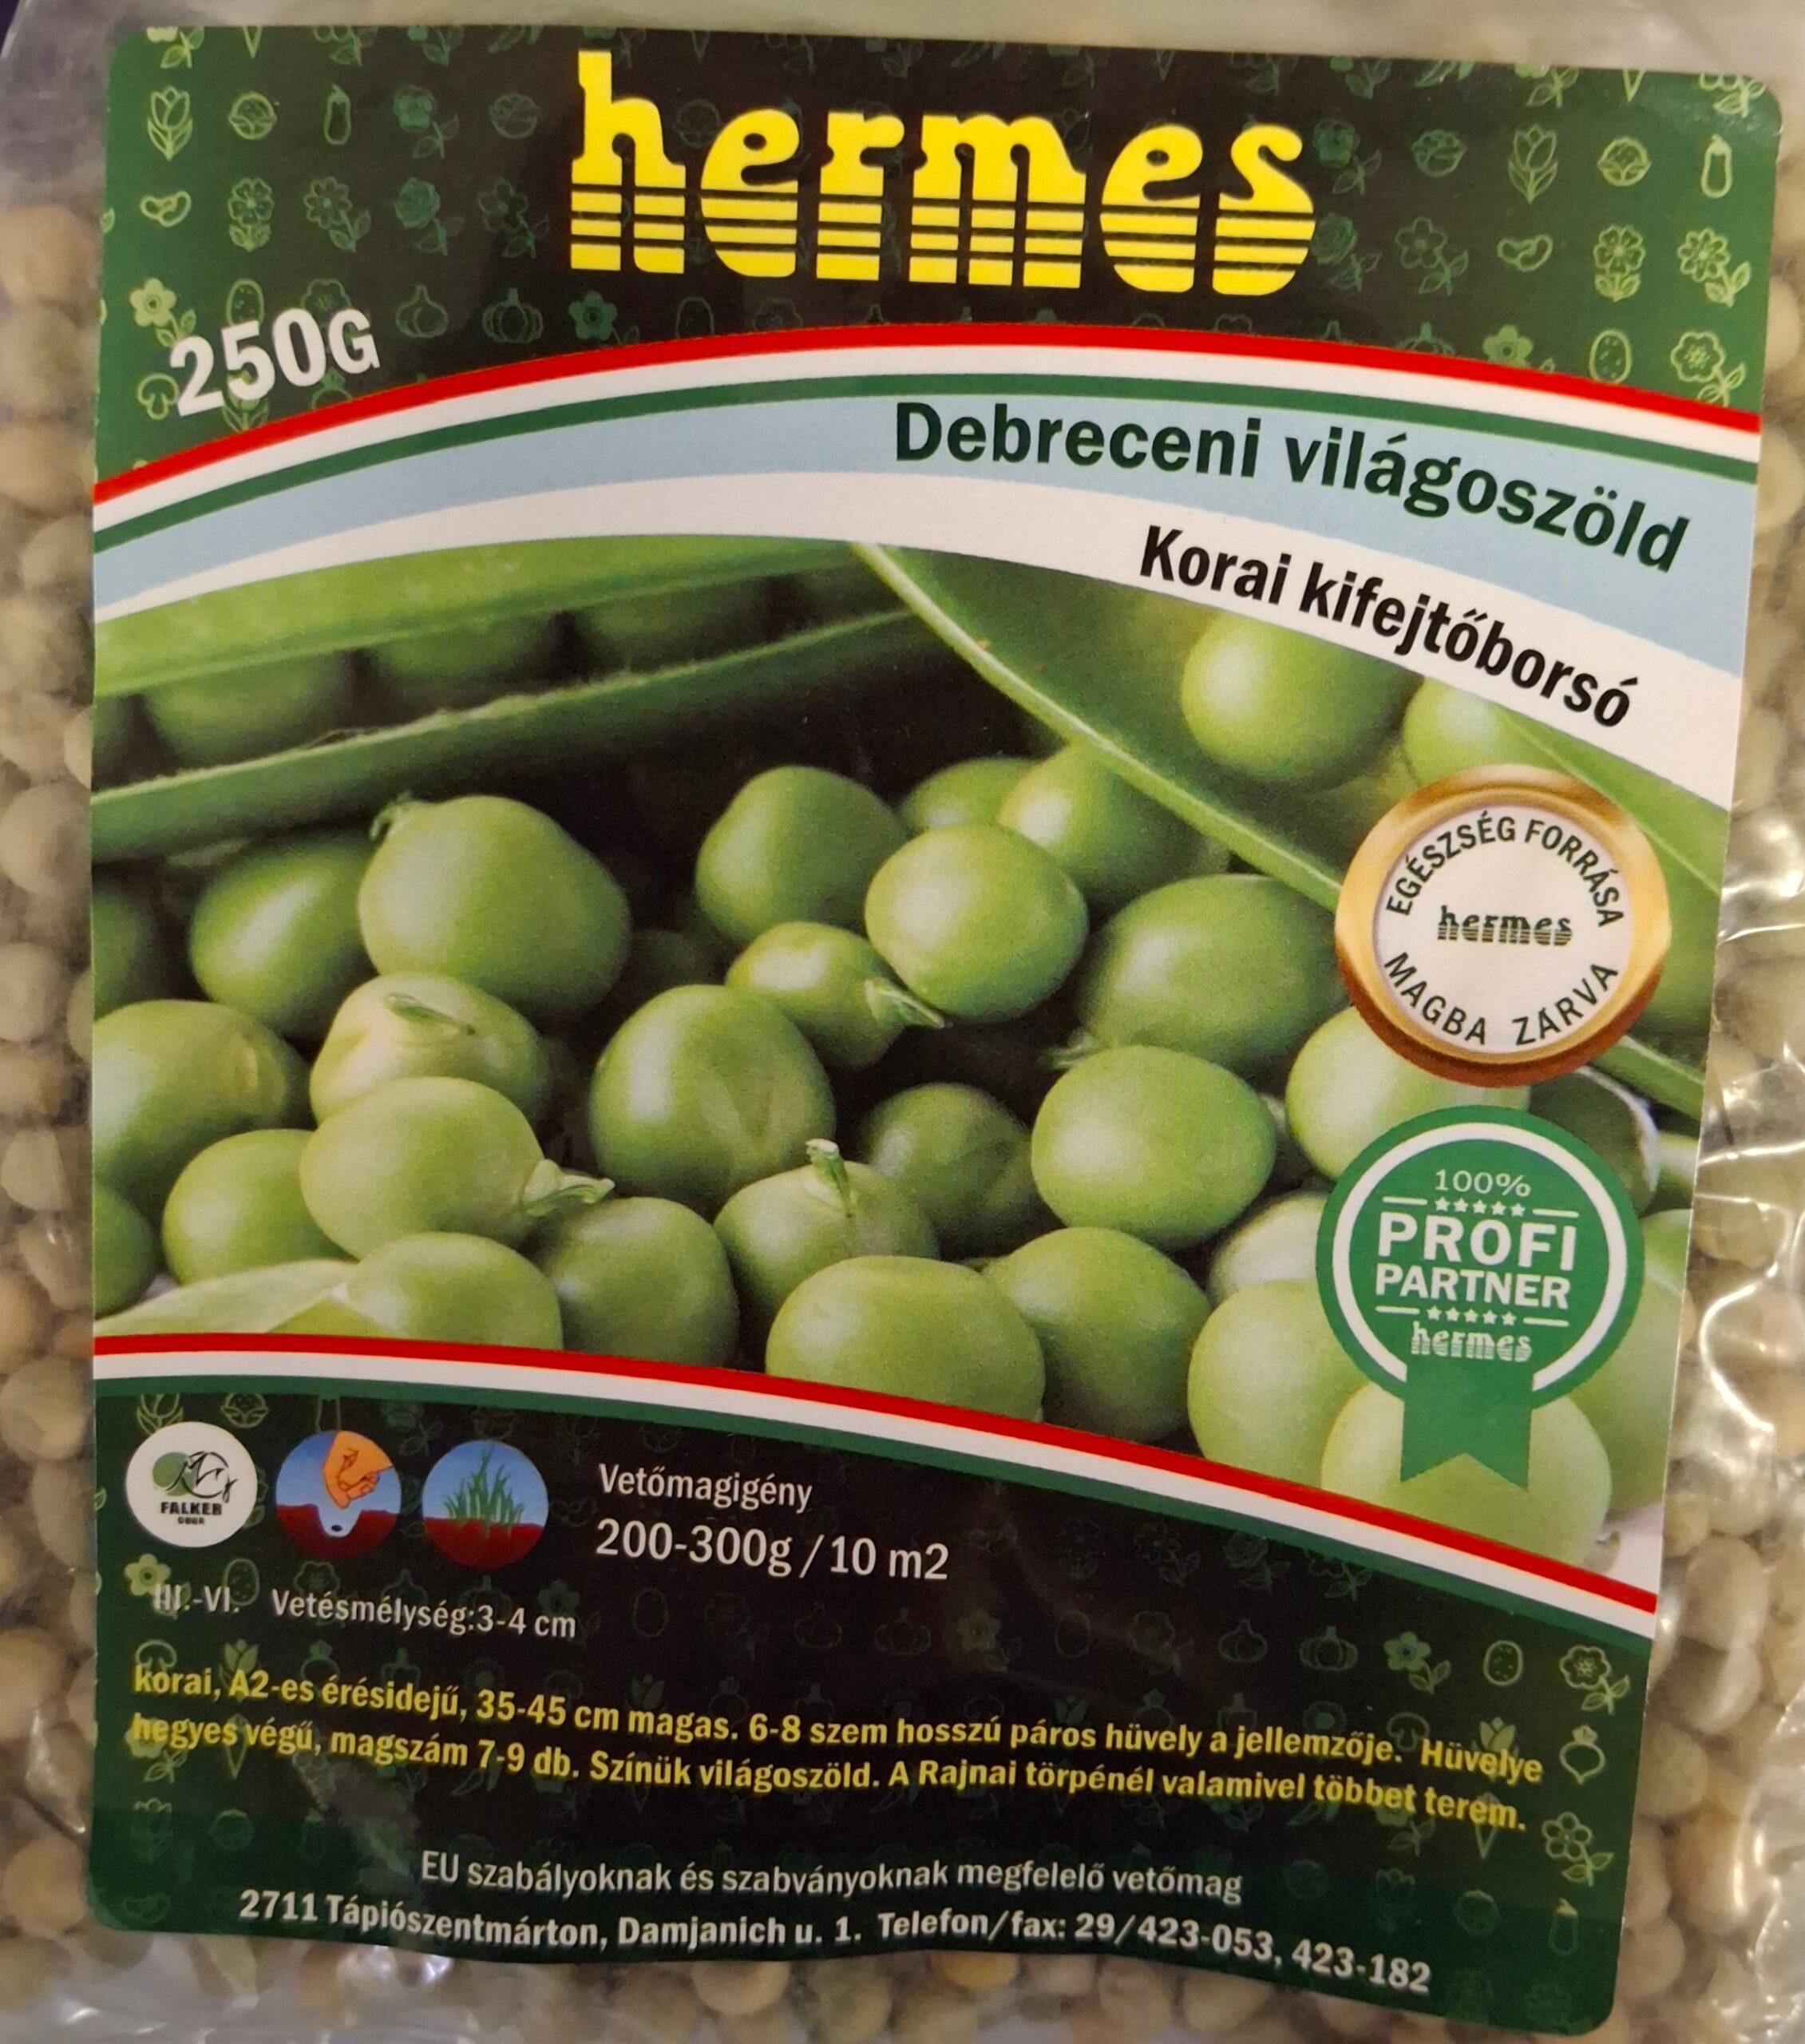 hermes
250G
Debreceni világoszöld
Korai kifejtőborsó
EGÉSZSÉG FORRÁSA
hermes
MAGBA ZÁRVA
100%
PROFI
PARTNER
hermes
FALKER
Vetőmagigény
200-300g / 10 m2
III.-VI. Vetésmélység:3-4 cm
korai, A2-es érésidejű, 35-45 cm magas. 6-8 szem hosszú páros hüvely a jellemzője. Hüvelye
hegyes végű, magszám 7-9 db. Színük világoszöld. A Rajnai törpénél valamivel többet terem.
EU szabályoknak és szabványoknak megfelelő vetőmag
2711 Tápiószentmárton, Damjanich u. 1. Telefon/fax: 29/423-053, 423-182